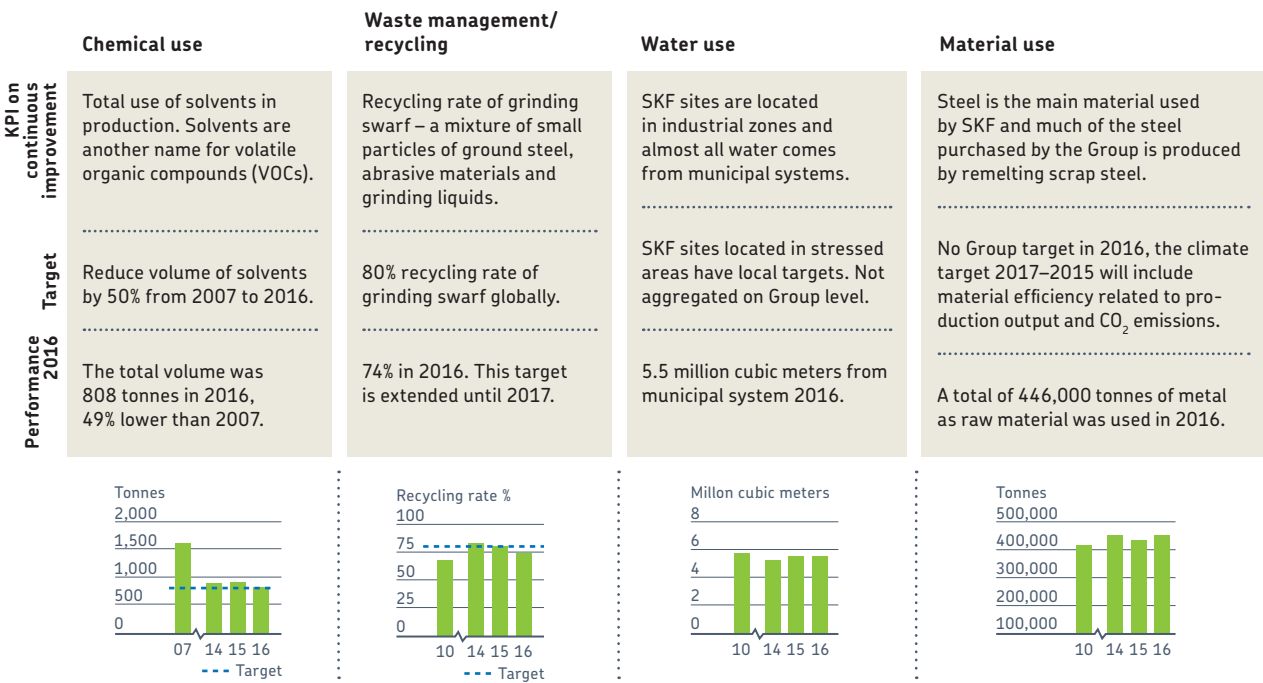 Chemical use
Waste management/
recycling
Water use
Material use
KPI on
continuous
improvement
Total use of solvents in
production. Solvents are
another name for volatile
organic compounds (VOCs).
Recycling rate of grinding
swarf – a mixture of small
particles of ground steel,
abrasive materials and
grinding liquids.
SKF sites are located
in industrial zones and
almost all water comes
from municipal systems.
Steel is the main material used
by SKF and much of the steel
purchased by the Group is produced
by remelting scrap steel.
Target
Reduce volume of solvents
by 50% from 2007 to 2016.
80% recycling rate of
grinding swarf globally.
SKF sites located in stressed
areas have local targets. Not
aggregated on Group level.
No Group target in 2016, the climate
target 2017–2015 will include
material efficiency related to pro-
duction output and CO2 emissions.
Performance
2016
The total volume was
808 tonnes in 2016,
49% lower than 2007.
74% in 2016. This target
is extended until 2017.
5.5 million cubic meters from
municipal system 2016.
A total of 446,000 tonnes of metal
as raw material was used in 2016.
Tonnes
2,000
1,500
1,000
500
0
07 14 15 16
Target
Recycling rate %
100
75
50
25
0
10 14 15 16
Target
Millon cubic meters
8
6
4
2
0
10 14 15 16
Tonnes
500,000
400,000
300,000
200,000
100,000
10 14 15 16